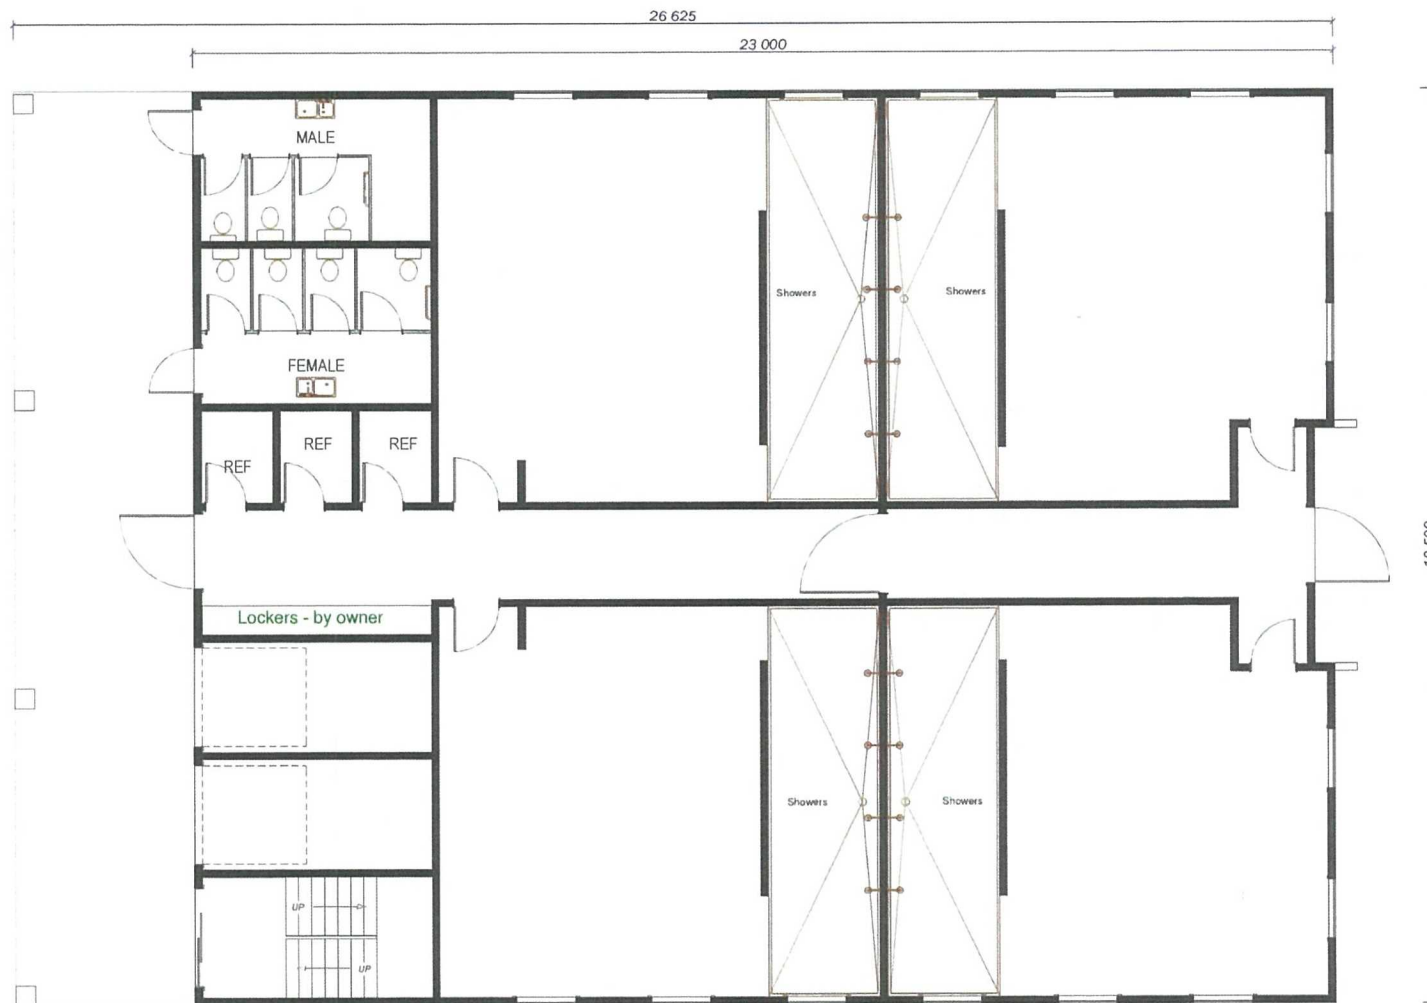 26 625
23 000
MALE
Showers
Showers
FEMALE
REF
REF
REF
Lockers - by owner
Showers
Showers
UP
UP